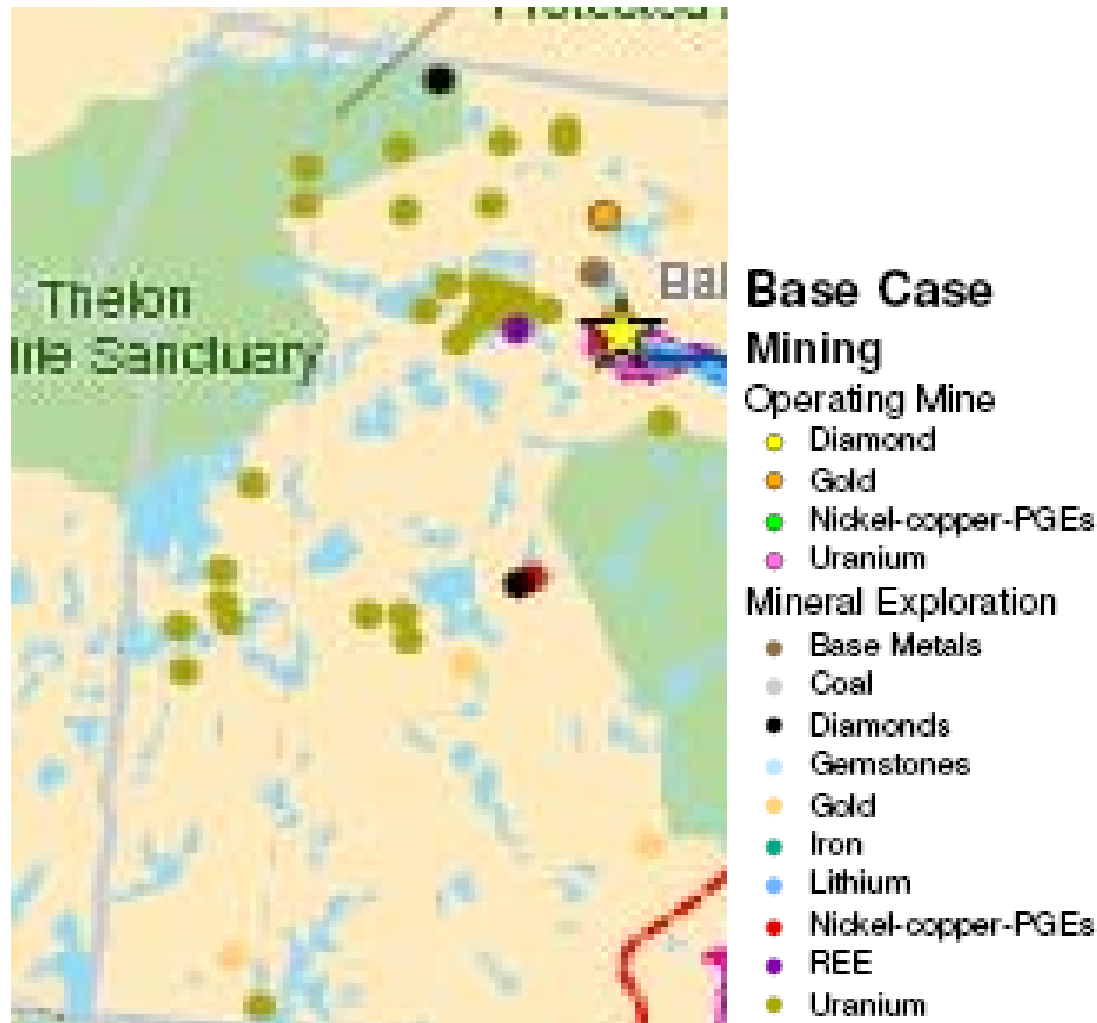 Thelon
Sanctuary
Bal
Base Case
Mining
Operating Mine
Diamond
Gold
Nickel-copper-PGEs
Uranium
Mineral Exploration
Base Metals
Coal
Diamonds
Gemstones
Gold
Iron
Lithium
Nickel-copper-PGEs
REE
Uranium